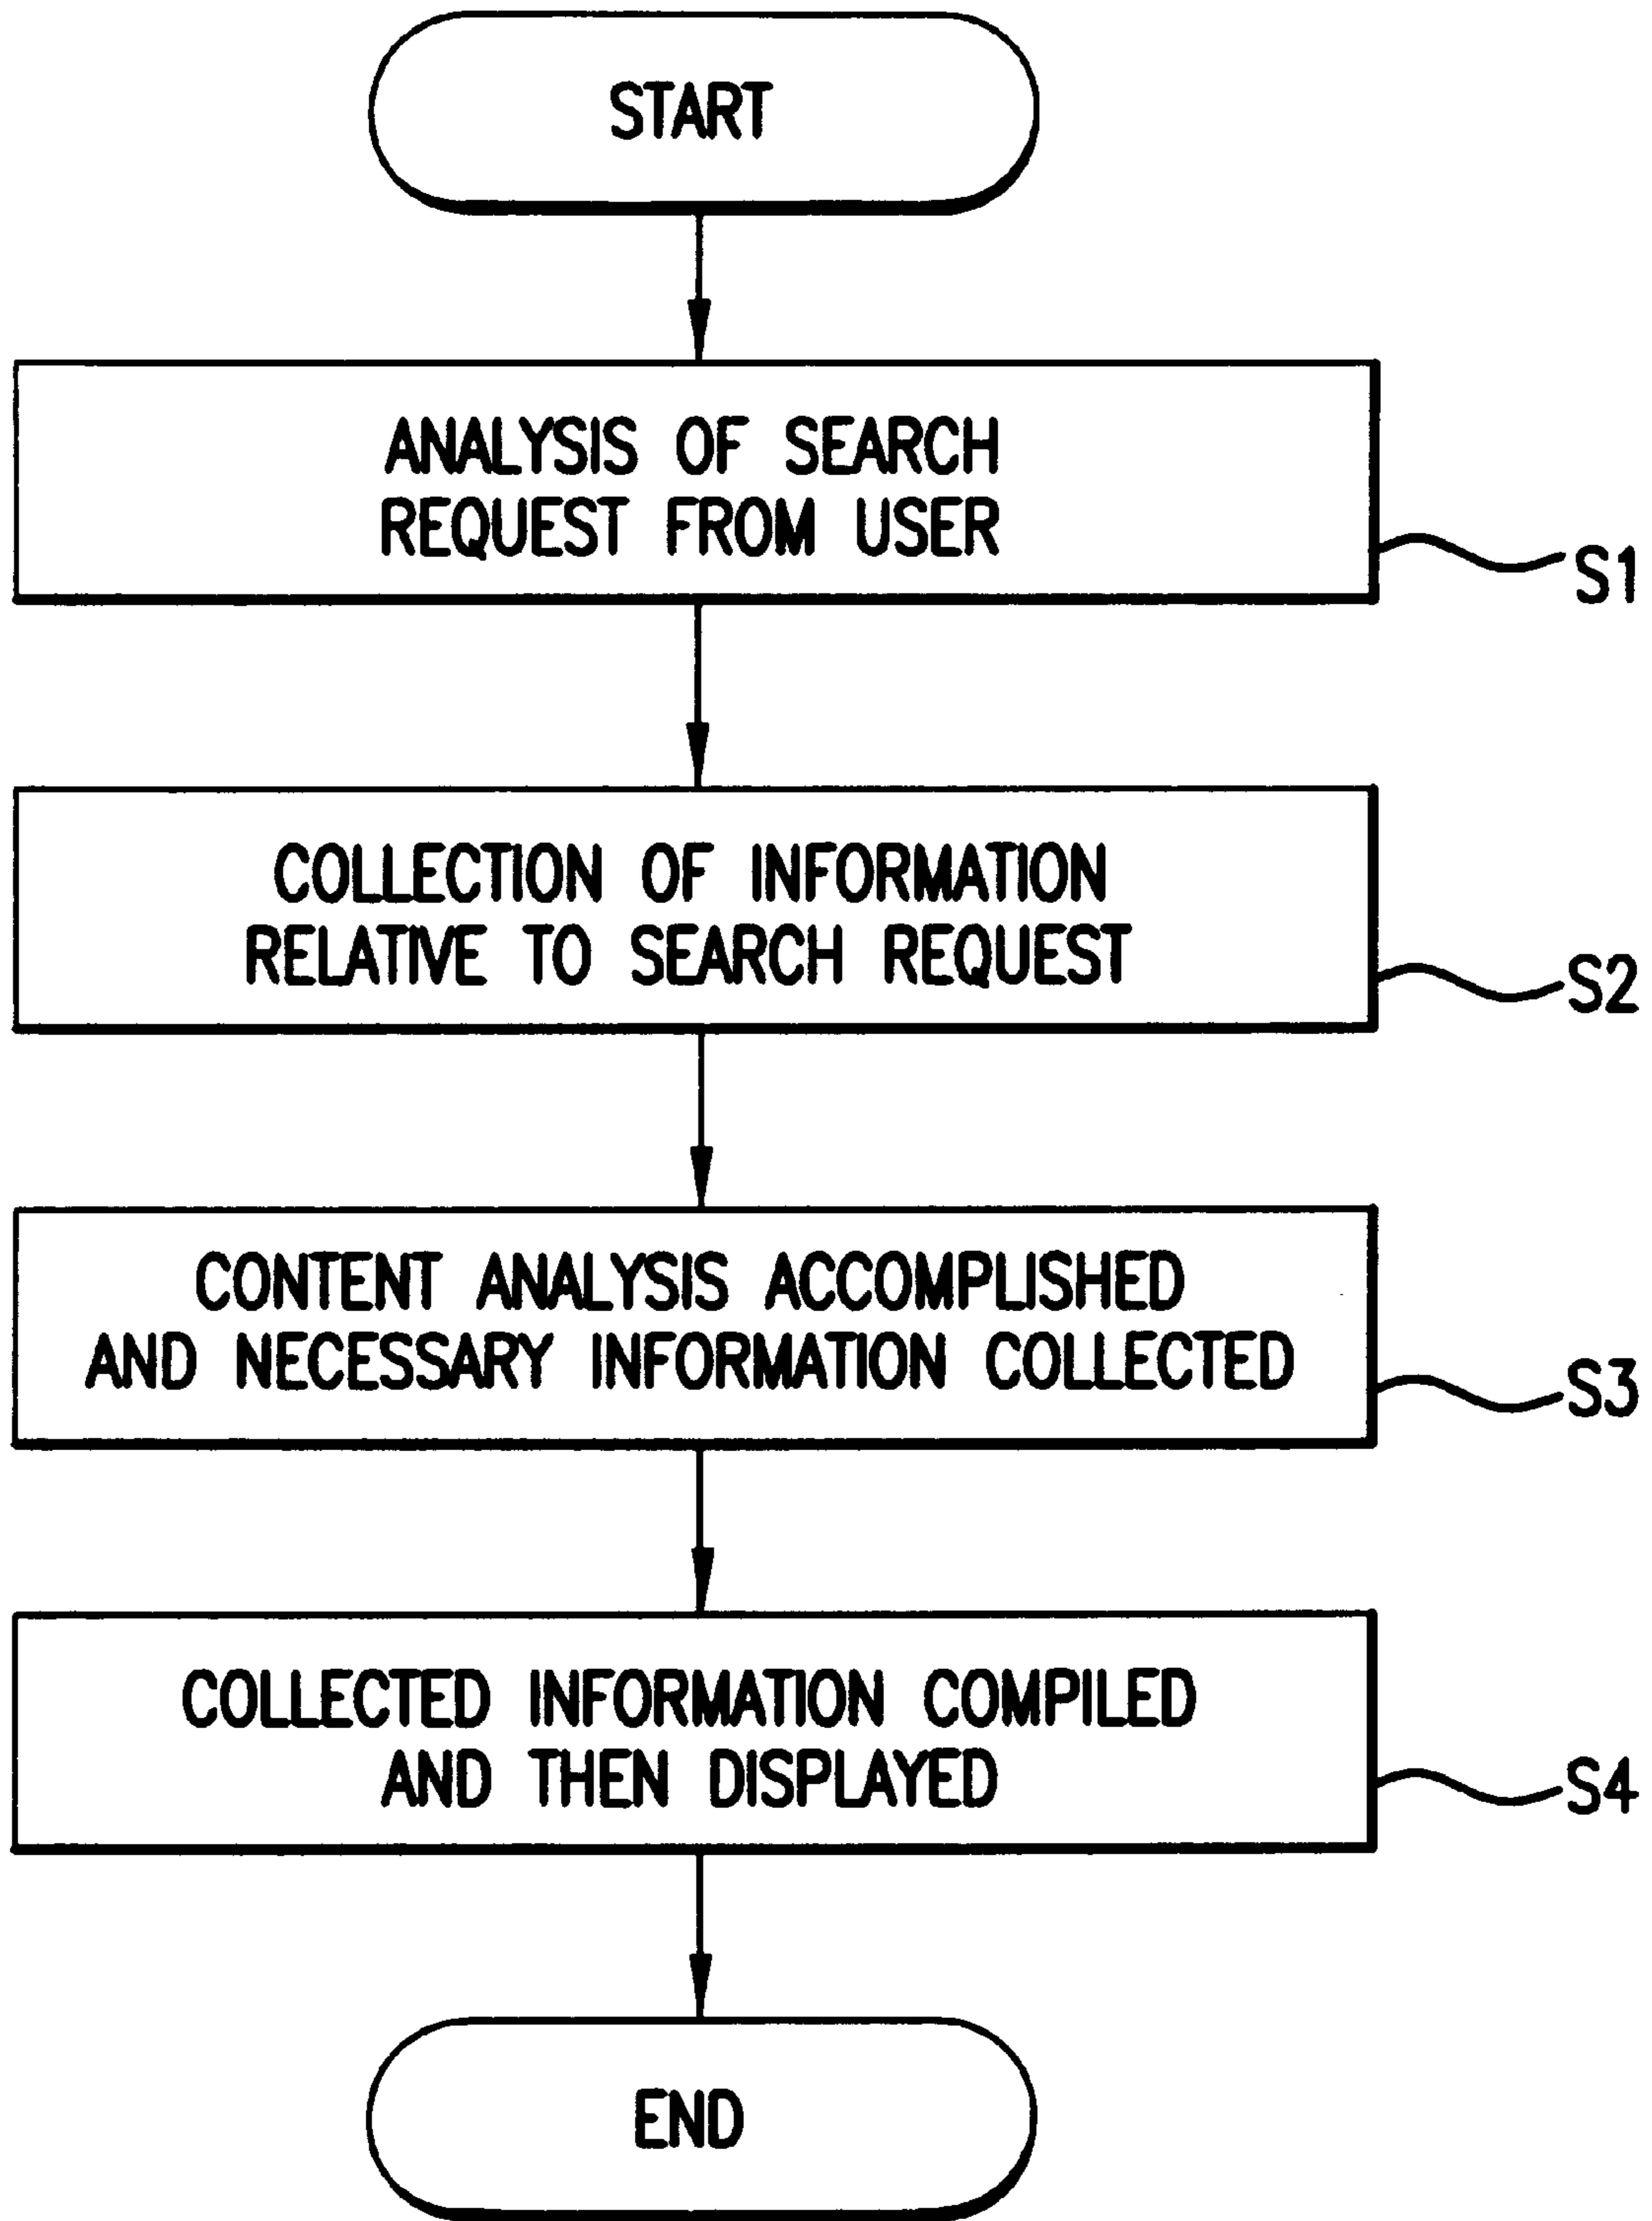 START
ANALYSIS OF SEARCH
REQUEST FROM USER
S1
COLLECTION OF INFORMATION
RELATIVE TO SEARCH REQUEST
S2
CONTENT ANALYSIS ACCOMPLISHED
AND NECESSARY INFORMATION COLLECTED
S3
COLLECTED INFORMATION COMPILED
AND THEN DISPLAYED
S4
END